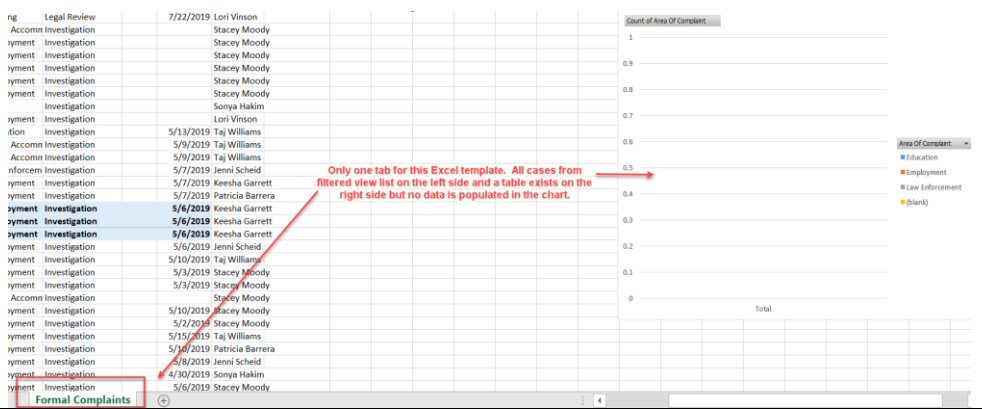 ng Legal Review 7/22/2019 Lori Vinson
Accomn Investigation Stacey Moody
oyment Investigation Stacey Moody
oyment Investigation Stacey Moody
oyment Investigation Stacey Moody
oyment Investigation Stacey Moody
Investigation Sonya Hakim
oyment Investigation Lori Vinson
ition Investigation 5/13/2019 Taj Williams
Accomn Investigation 5/9/2019 Taj Williams
Accomn Investigation 5/9/2019 Taj Williams
nforcem Investigation 5/7/2019 Jenni Scheid
oyment Investigation 5/7/2019 Keesha Garrett
oyment Investigation 5/7/2019 Patricia Barrera
oyment Investigation 5/6/2019 Keesha Garrett
oyment Investigation 5/6/2019 Keesha Garrett
oyment Investigation 5/6/2019 Keesha Garrett
oyment Investigation 5/6/2019 Jenni Scheid
oyment Investigation 5/10/2019 Taj Williams
oyment Investigation 5/3/2019 Stacey Moody
oyment Investigation 5/3/2019 Stacey Moody
Accomn Investigation Stacey Moody
oyment Investigation 5/10/2019 Stacey Moody
oyment Investigation 5/2/2019 Stacey Moody
oyment Investigation 5/15/2019 Taj Williams
oyment Investigation 5/10/2019 Patricia Barrera
oyment Investigation 5/8/2019 Jenni Scheid
oyment Investigation 4/30/2019 Sonya Hakim
oyment Investigation 5/6/2019 Stacey Moody
Formal Complaints
Only one tab for this Excel template. All cases from
filtered view list on the left side and a table exists on the
right side but no data is populated in the chart.
Count of Area Of Complaint
1
0.9
0.8
0.7
0.6
0.5
0.4
0.3
0.2
0.1
0
Total
Area Of Complaint
Education
Employment
Law Enforcement
(blank)